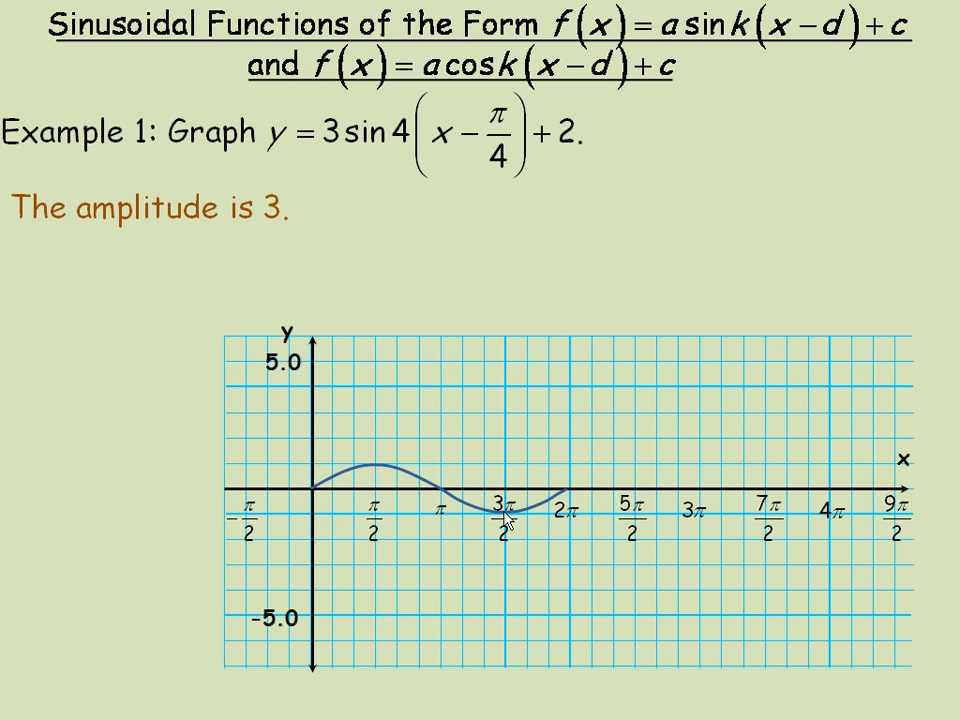 Sinusoidal Functions of the Form f(x) = a sin k(x − d) + c
and f(x) = a cos k(x − d) + c
Example 1: Graph y = 3 sin 4(x − π/4) + 2.
The amplitude is 3.
y
5.0
x
−π/2 π/2 π 3π/2 2π 5π/2 3π 7π/2 4π 9π/2
-5.0